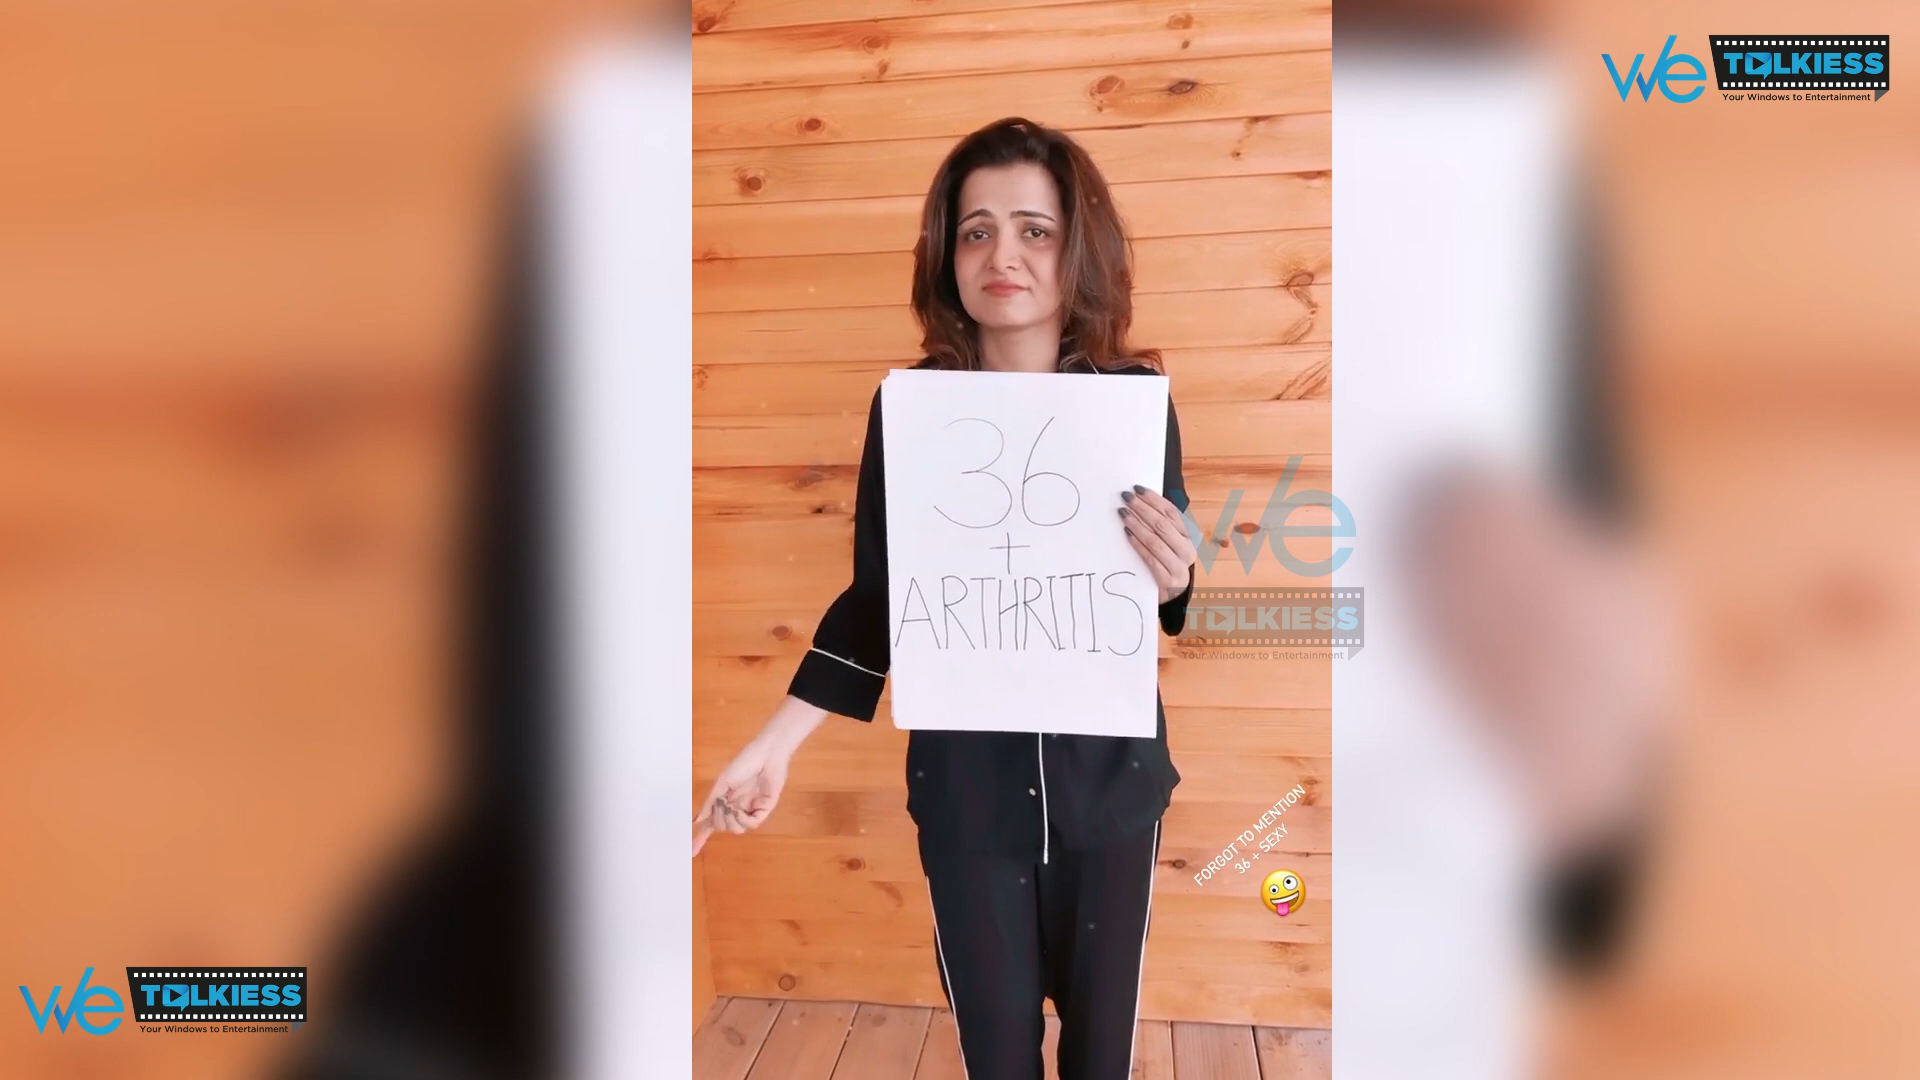 We TALKIESS
Your Windows to Entertainment
36
+
ARTHRITIS
We
TALKIESS
Your Windows to Entertainment
FORGOT TO MENTION
36 + SEXY
We TALKIESS
Your Windows to Entertainment